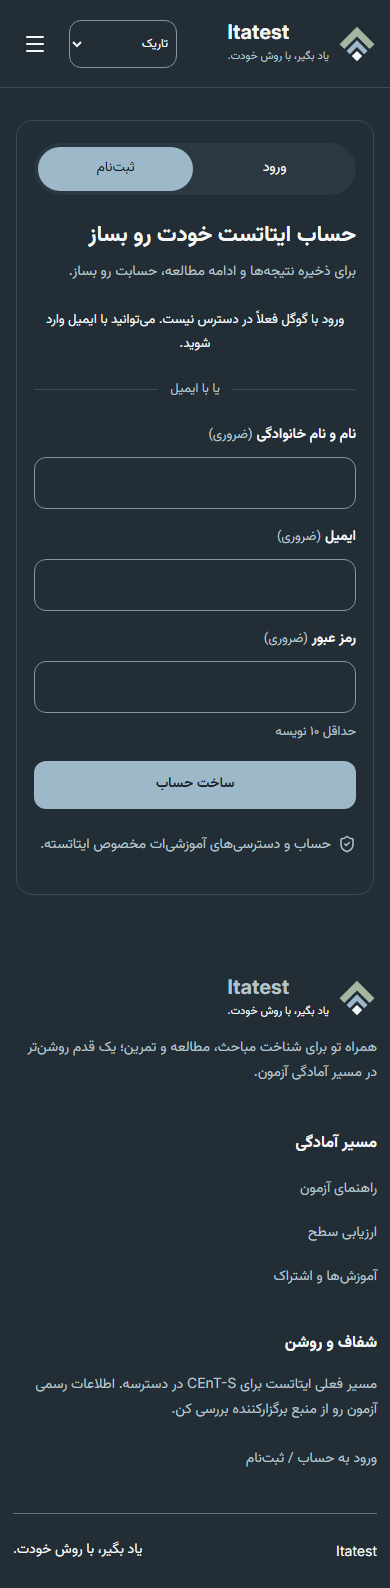 Itatest
یاد بگیر، با روش خودت.
تاریک
ورود
ثبت‌نام
حساب ایتاتست خودت رو بساز
برای ذخیره نتیجه‌ها و ادامه مطالعه، حسابت رو بساز.
ورود با گوگل فعلاً در دسترس نیست. می‌توانید با ایمیل وارد
شوید.
یا با ایمیل
نام و نام خانوادگی (ضروری)
ایمیل (ضروری)
رمز عبور (ضروری)
حداقل ۱۰ نویسه
ساخت حساب
حساب و دسترسی‌های آموزشی‌ات مخصوص ایتاتسته.
Itatest
یاد بگیر، با روش خودت.
همراه تو برای شناخت مباحث، مطالعه و تمرین؛ یک قدم روشن‌تر
در مسیر آمادگی آزمون.
مسیر آمادگی
راهنمای آزمون
ارزیابی سطح
آموزش‌ها و اشتراک
شفاف و روشن
مسیر فعلی ایتاتست برای CEnT-S در دسترسه. اطلاعات رسمی
آزمون رو از منبع برگزارکننده بررسی کن.
ورود به حساب / ثبت‌نام
Itatest
یاد بگیر، با روش خودت.